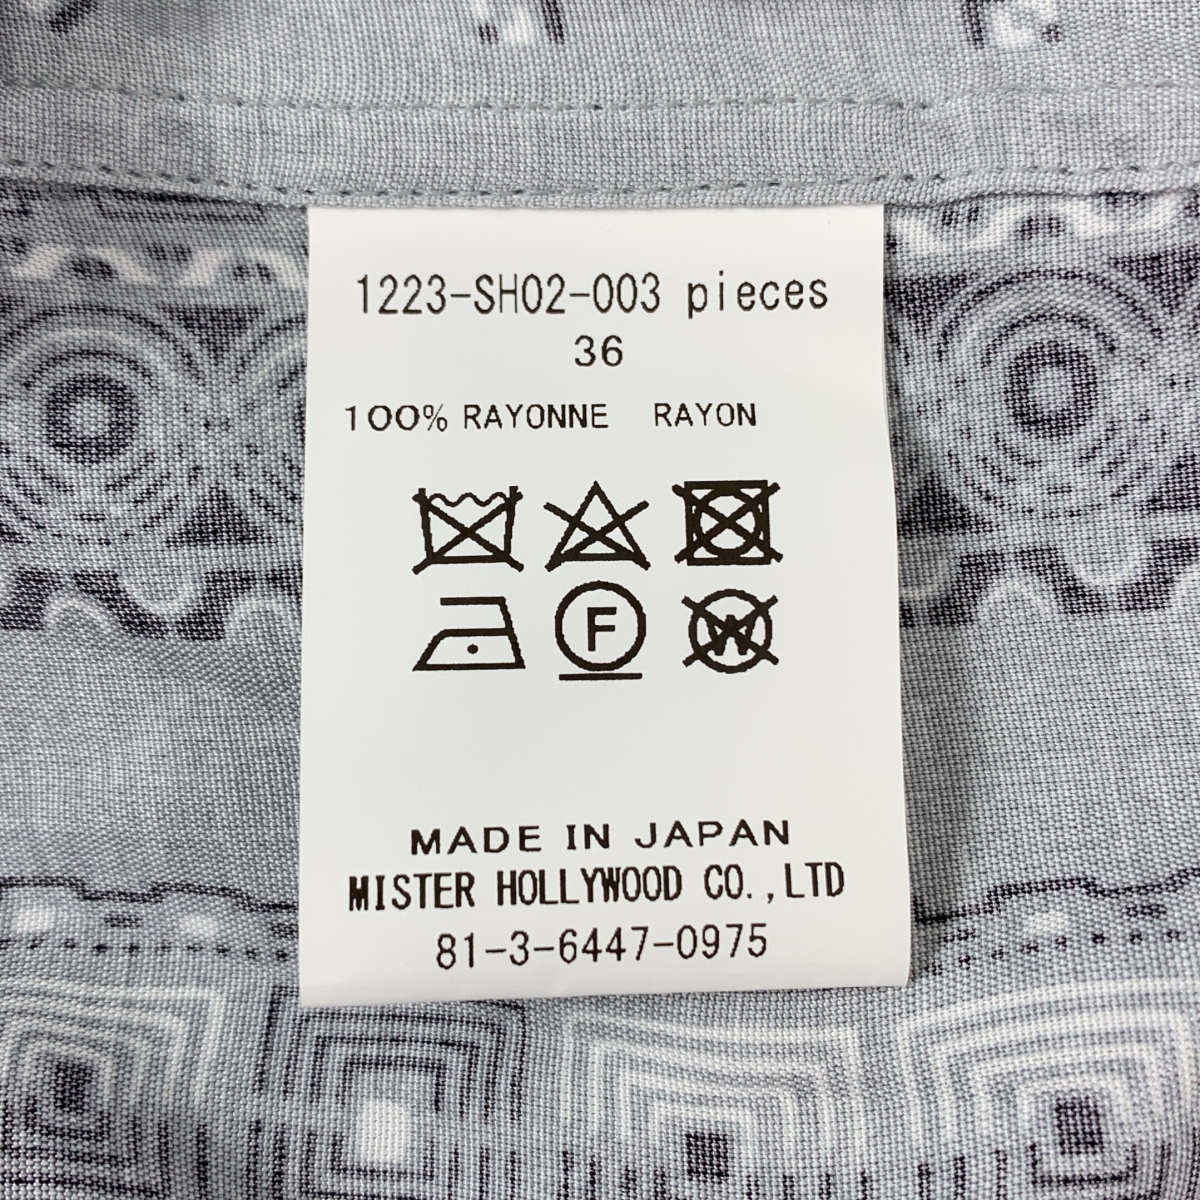 1223-SH02-003 pieces
36
100% RAYONNE RAYON
F
W
MADE IN JAPAN
MISTER HOLLYWOOD CO.,LTD
81-3-6447-0975